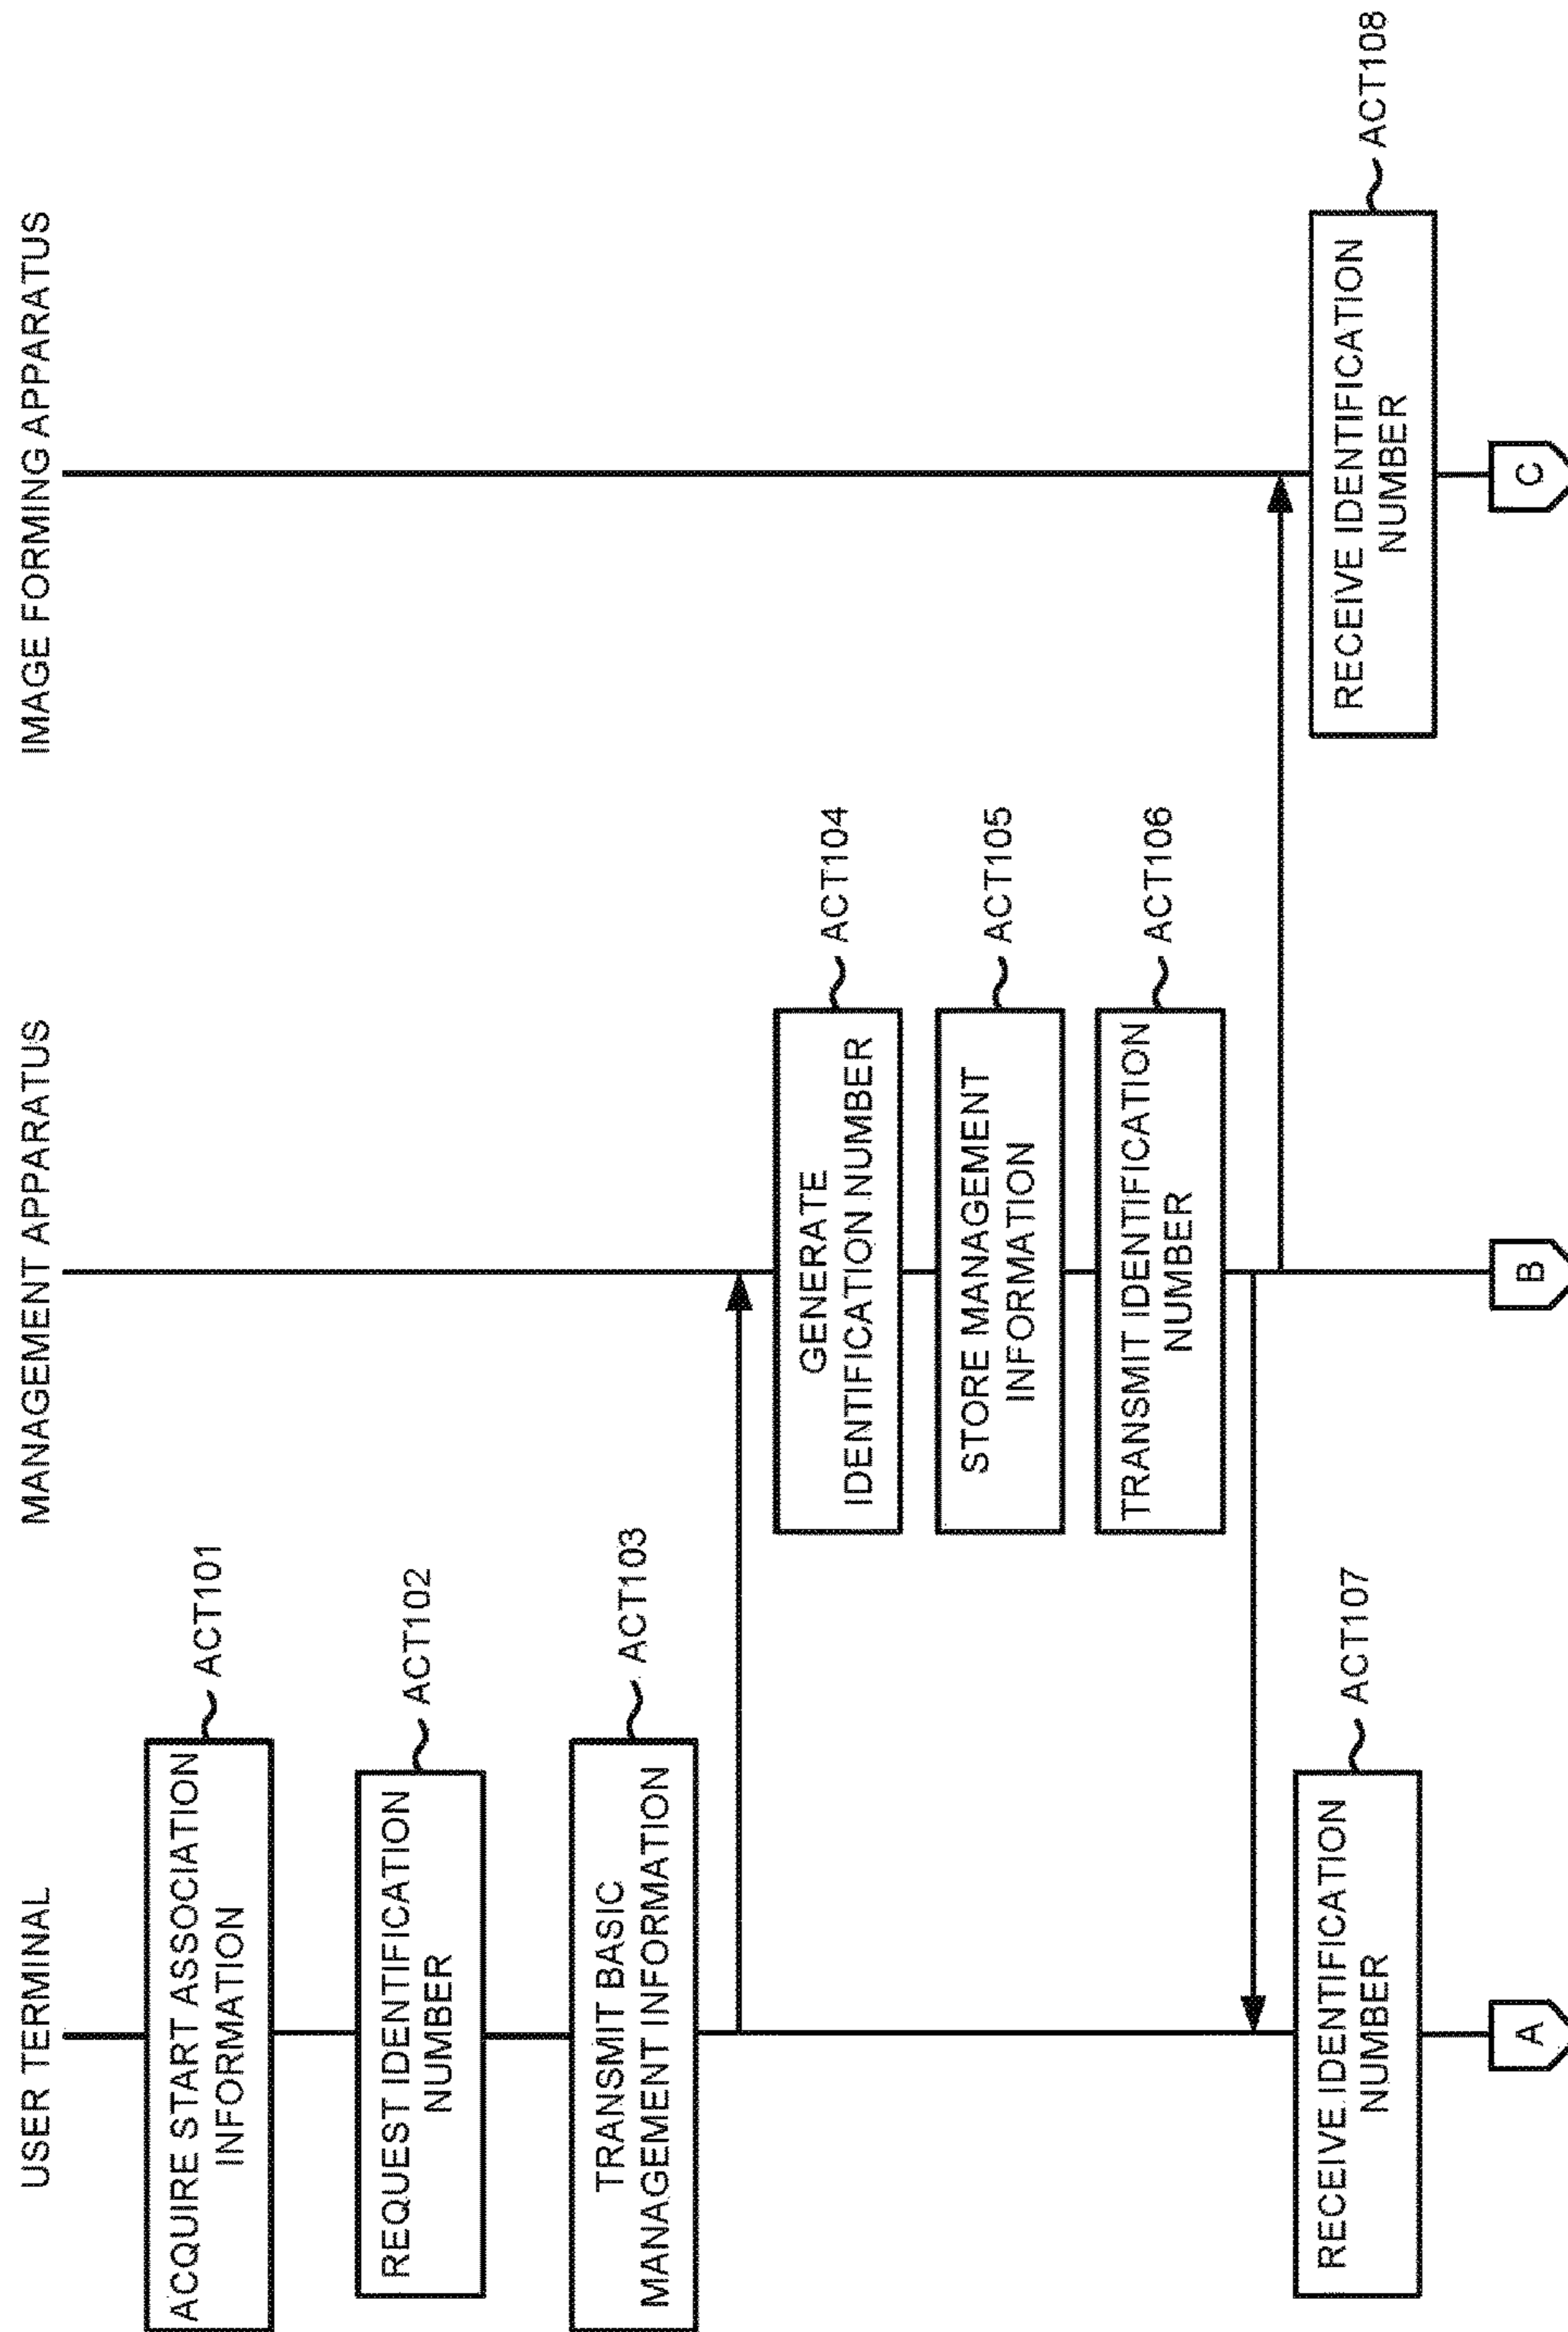 USER TERMINAL
MANAGEMENT APPARATUS
IMAGE FORMING APPARATUS
ACQUIRE START ASSOCIATION
INFORMATION
ACT101
REQUEST IDENTIFICATION
NUMBER
ACT102
TRANSMIT BASIC
MANAGEMENT INFORMATION
ACT103
GENERATE
IDENTIFICATION NUMBER
ACT104
STORE MANAGEMENT
INFORMATION
ACT105
TRANSMIT IDENTIFICATION
NUMBER
ACT106
RECEIVE IDENTIFICATION
NUMBER
ACT107
RECEIVE IDENTIFICATION
NUMBER
ACT108
A
B
C